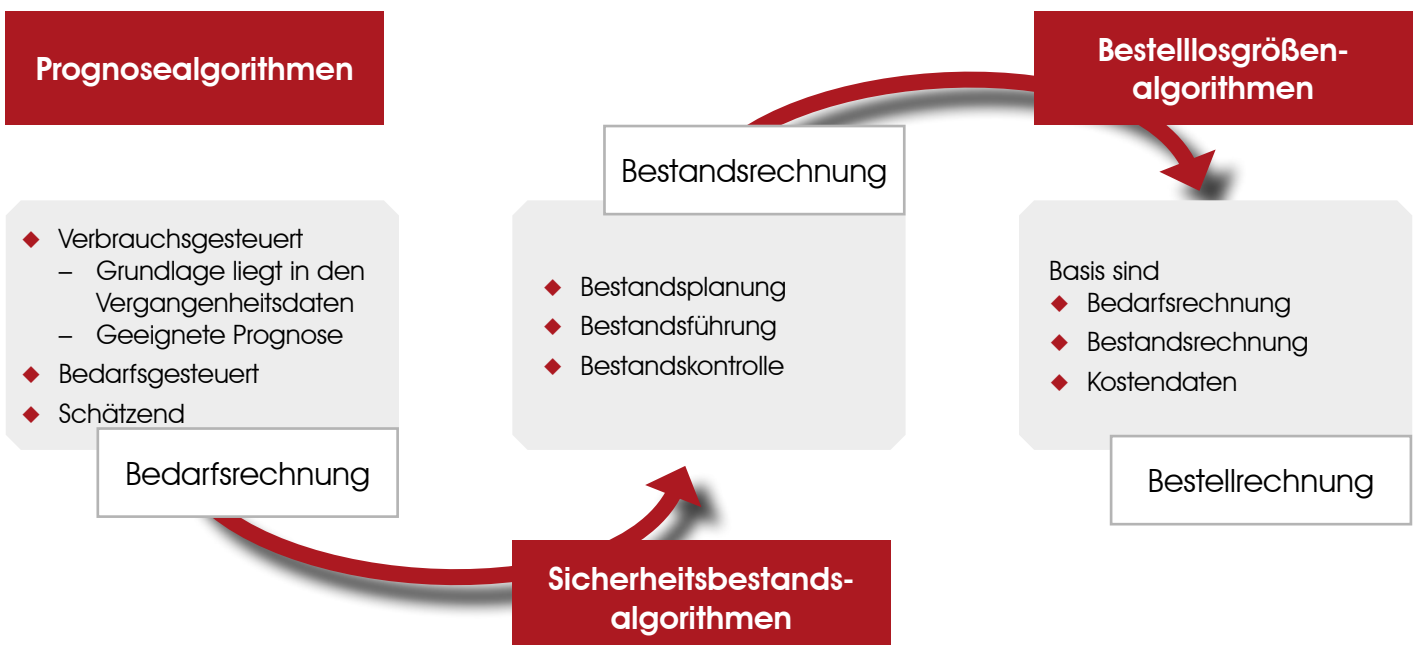 Prognosealgorithmen
◆ Verbrauchsgesteuert
– Grundlage liegt in den
Vergangenheitsdaten
– Geeignete Prognose
◆ Bedarfsgesteuert
◆ Schätzend
Bedarfsrechnung
Bestandsrechnung
◆ Bestandsplanung
◆ Bestandsführung
◆ Bestandskontrolle
Sicherheitsbestands-
algorithmen
Bestelllosgrößen-
algorithmen
Basis sind
◆ Bedarfsrechnung
◆ Bestandsrechnung
◆ Kostendaten
Bestellrechnung